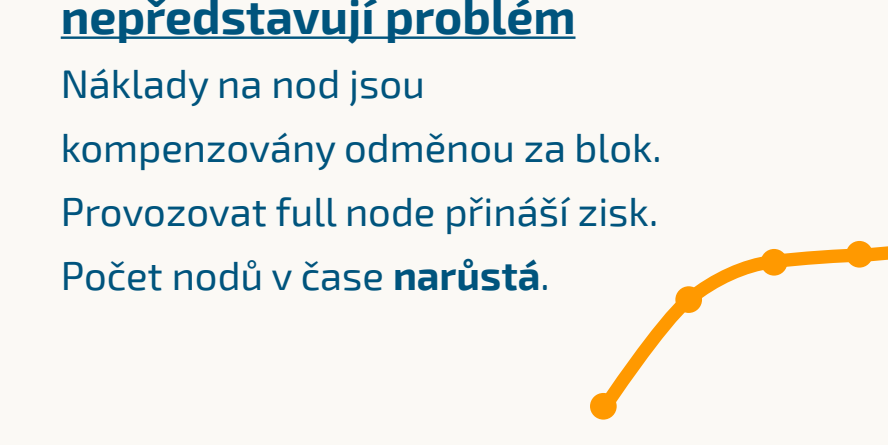 nepředstavují problém
Náklady na nod jsou
kompenzovány odměnou za blok.
Provozovat full node přináší zisk.
Počet nodů v čase narůstá.